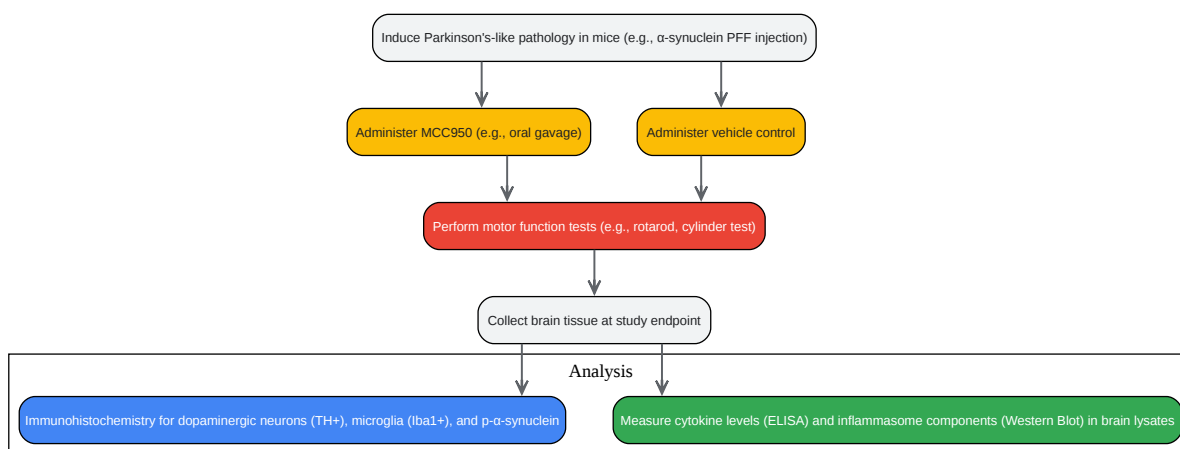 Induce Parkinson's-like pathology in mice (e.g., α-synuclein PFF injection)
Administer MCC950 (e.g., oral gavage)
Administer vehicle control
Perform motor function tests (e.g., rotarod, cylinder test)
Collect brain tissue at study endpoint
Analysis
Immunohistochemistry for dopaminergic neurons (TH+), microglia (Iba1+), and p-α-synuclein
Measure cytokine levels (ELISA) and inflammasome components (Western Blot) in brain lysates